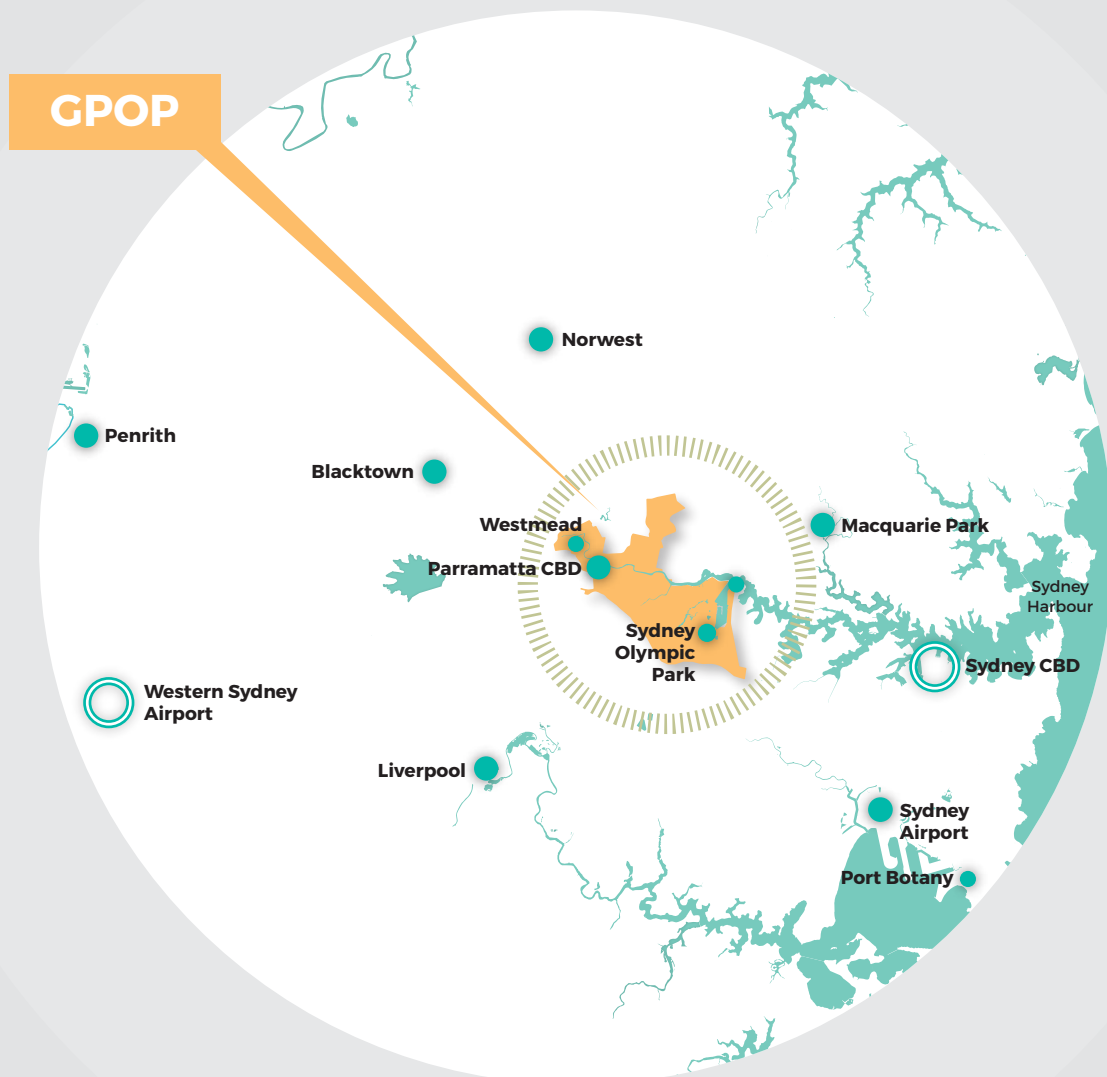 GPOP
Norwest
Penrith
Blacktown
Westmead
Macquarie Park
Parramatta CBD
Sydney
Harbour
Sydney
Olympic
Park
Sydney CBD
Western Sydney
Airport
Liverpool
Sydney
Airport
Port Botany